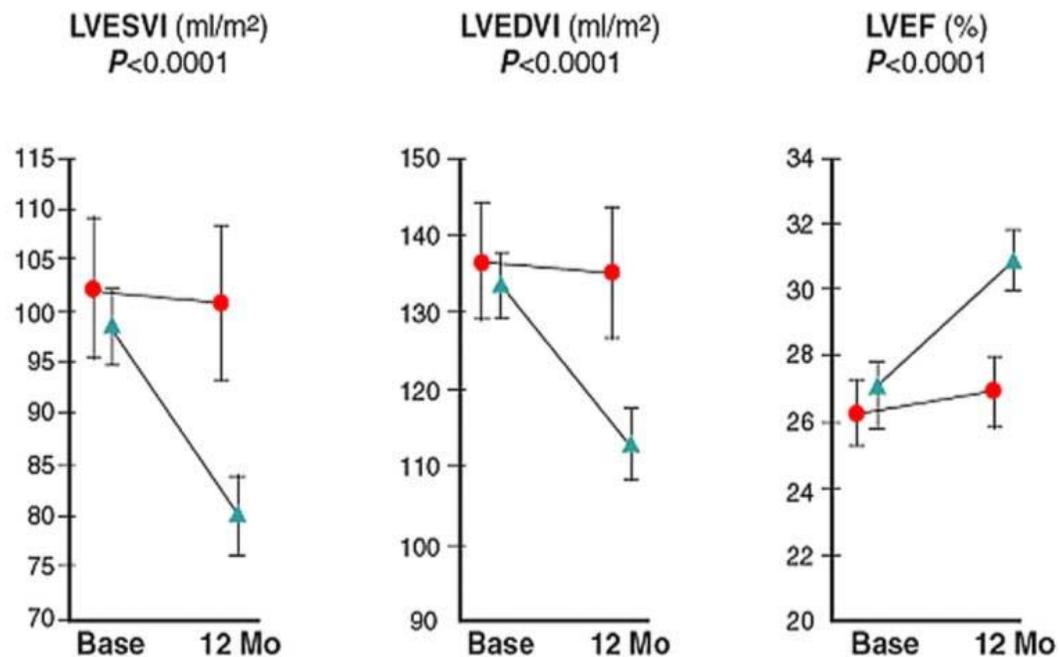 LVESVI (ml/m²)
P<0.0001
115
110
105
100
95
90
85
80
75
70
Base 12 Mo
LVEDVI (ml/m²)
P<0.0001
150
140
130
120
110
100
90
Base 12 Mo
LVEF (%)
P<0.0001
34
32
30
28
26
24
22
20
Base 12 Mo